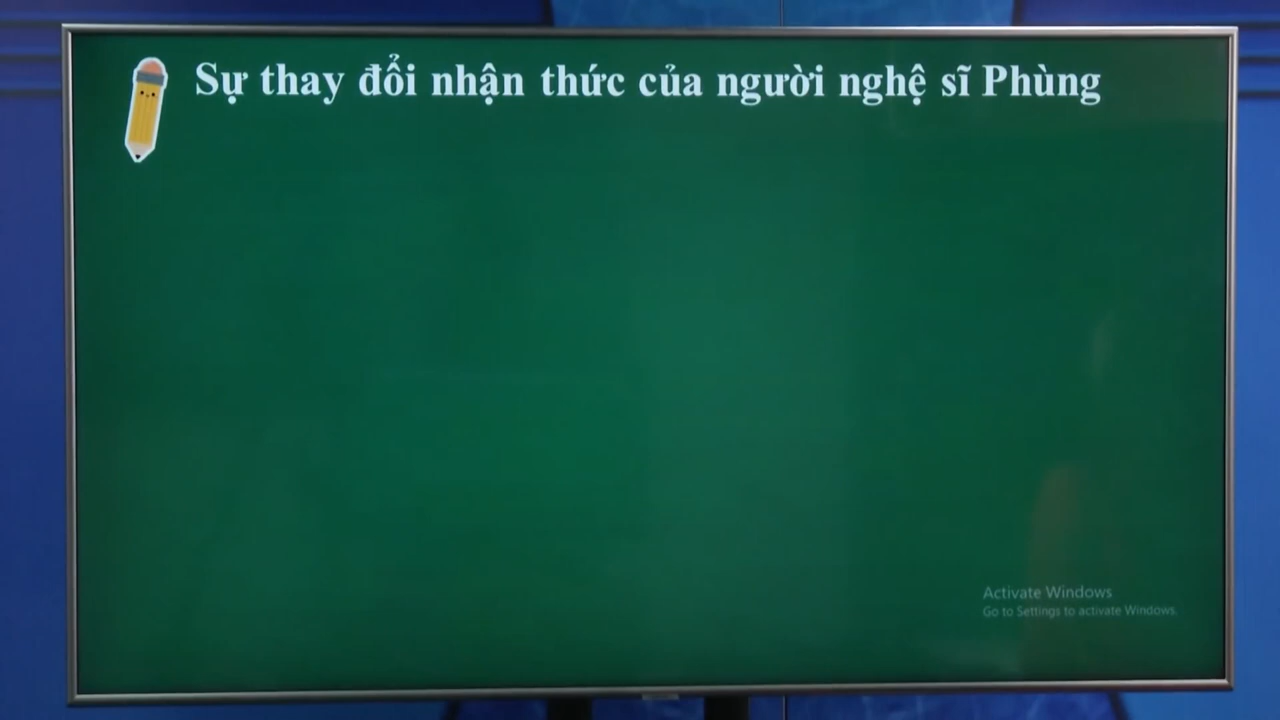 Sự thay đổi nhận thức của người nghệ sĩ Phùng
Activate Windows
Go to Settings to activate Windows.